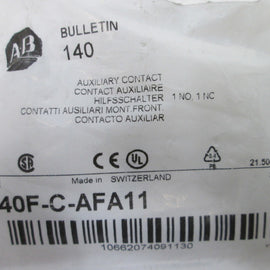 AB
BULLETIN
140
AUXILIARY CONTACT
CONTACT AUXILIAIRE
HILFSSCHALTER 1 NO, 1 NC
CONTATTI AUSILIARI MONT.FRONT.
CONTACTO AUXILIAR
Made in SWITZERLAND
40F-C-AFA11
10662074091130